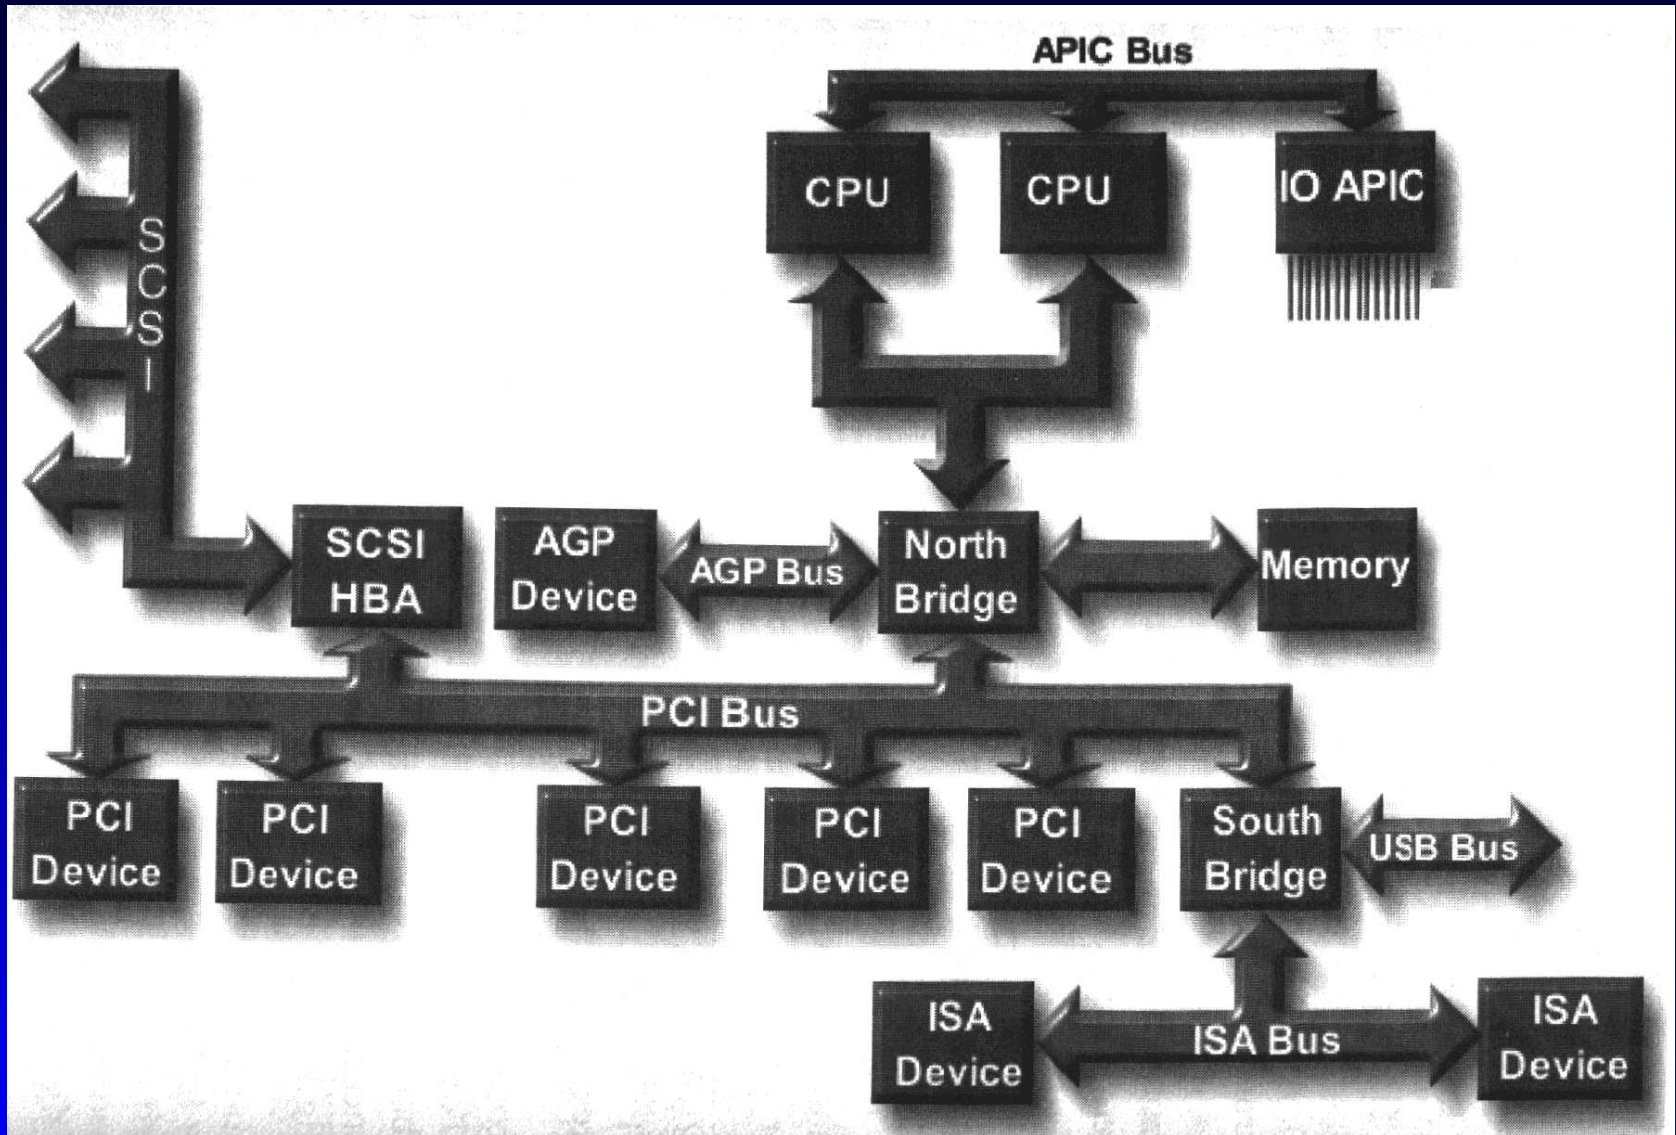 APIC Bus
CPU
CPU
IO APIC
S
C
S
I
SCSI
HBA
AGP
Device
AGP Bus
North
Bridge
Memory
PCI Bus
PCI
Device
PCI
Device
PCI
Device
PCI
Device
PCI
Device
South
Bridge
USB Bus
ISA
Device
ISA Bus
ISA
Device